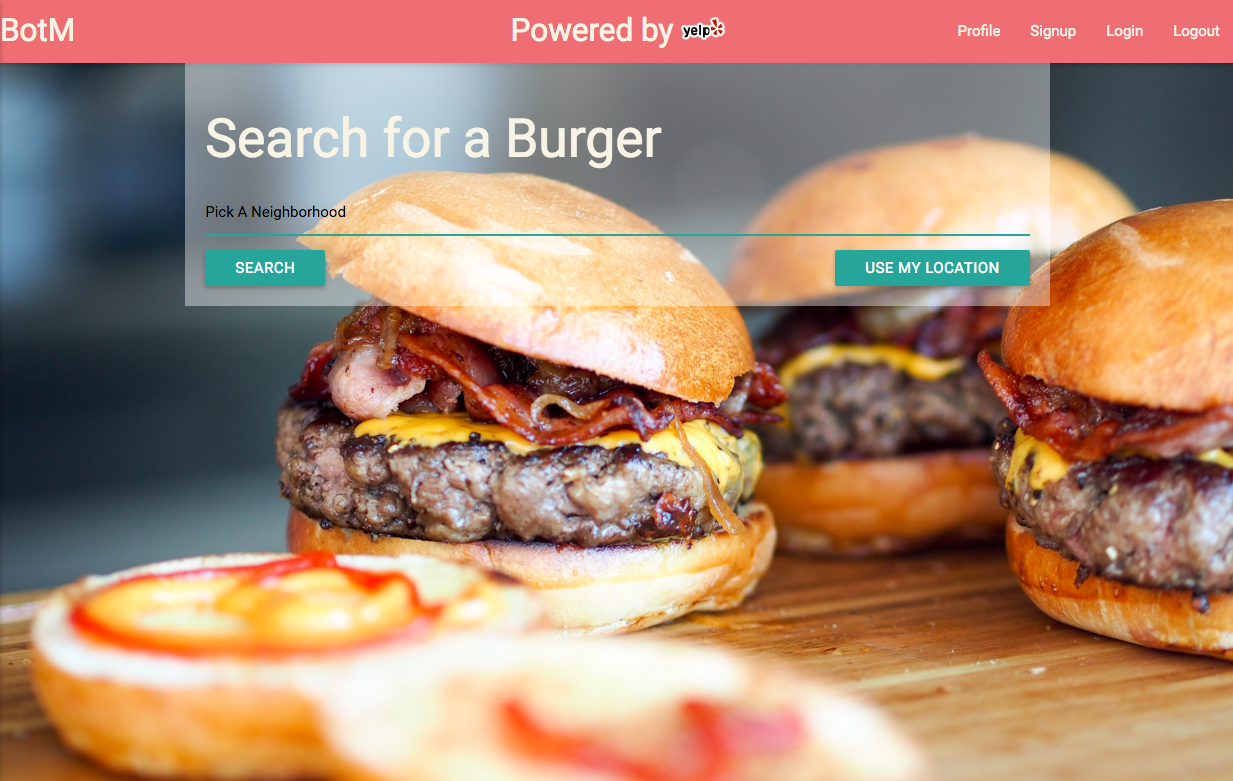 BotM
Powered by yelp
Profile Signup Login Logout
Search for a Burger
Pick A Neighborhood
SEARCH
USE MY LOCATION